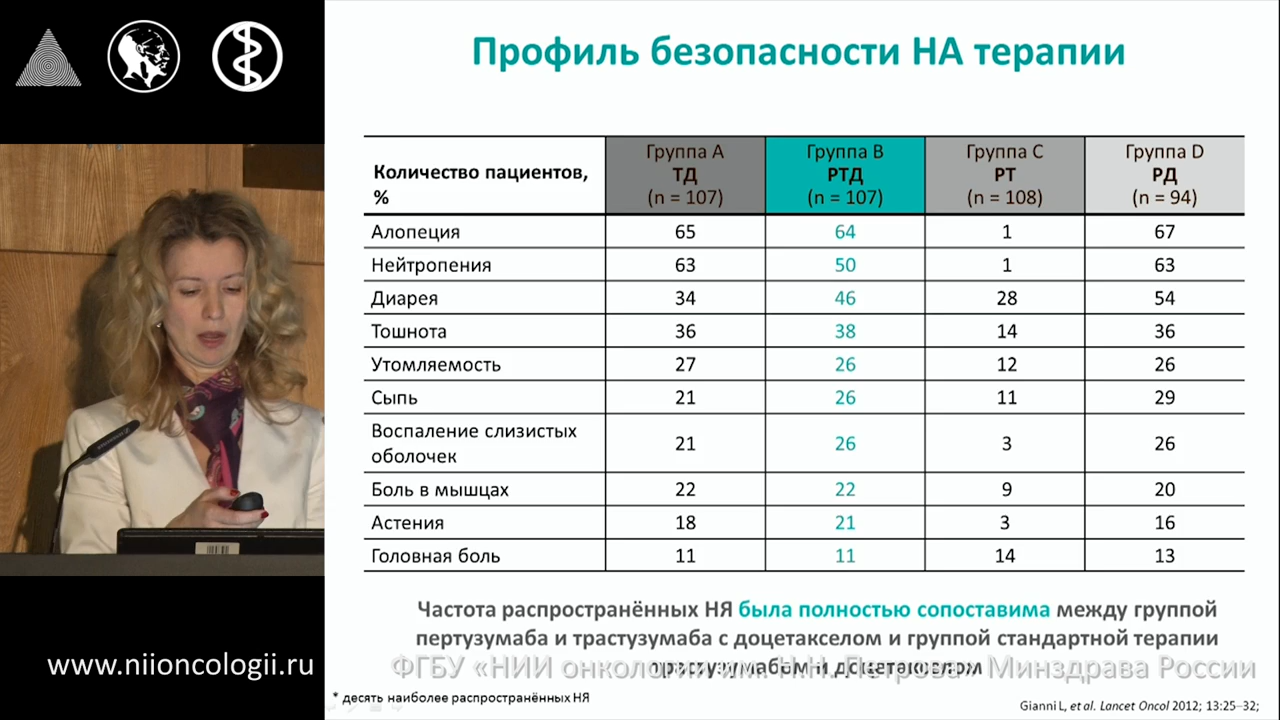 Профиль безопасности НА терапии
Количество пациентов, %
Группа A ТД (n = 107)
Группа B РТД (n = 107)
Группа C РТ (n = 108)
Группа D РД (n = 94)
Алопеция 65 64 1 67
Нейтропения 63 50 1 63
Диарея 34 46 28 54
Тошнота 36 38 14 36
Утомляемость 27 26 12 26
Сыпь 21 26 11 29
Воспаление слизистых оболочек 21 26 3 26
Боль в мышцах 22 22 9 20
Астения 18 21 3 16
Головная боль 11 11 14 13
Частота распространённых НЯ была полностью сопоставима между группой
пертузумаба и трастузумаба с доцетакселом и группой стандартной терапии
трастузумабом и доцетакселом
www.niioncologii.ru
ФГБУ «НИИ онкологии им. Н.Н. Петрова» Минздрава России
* десять наиболее распространённых НЯ
Gianni L, et al. Lancet Oncol 2012; 13:25–32;